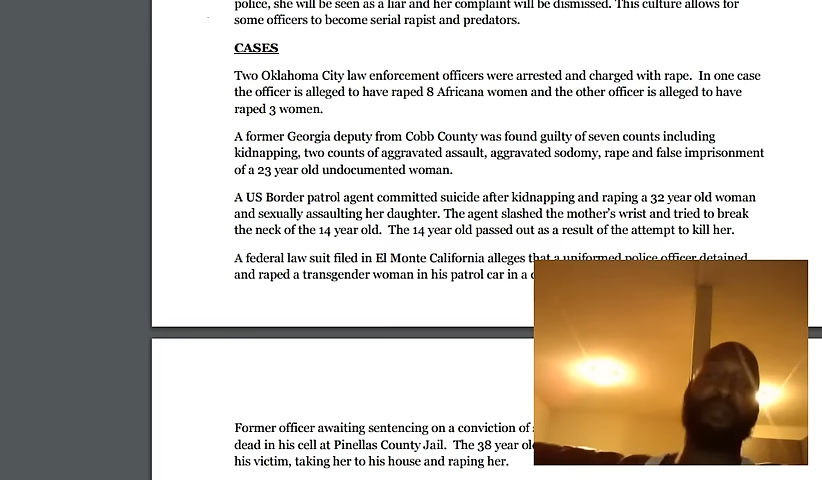 police, she will be seen as a liar and her complaint will be dismissed. This culture allows for
some officers to become serial rapist and predators.
CASES
Two Oklahoma City law enforcement officers were arrested and charged with rape.  In one case
the officer is alleged to have raped 8 Africana women and the other officer is alleged to have
raped 3 women.
A former Georgia deputy from Cobb County was found guilty of seven counts including
kidnapping, two counts of aggravated assault, aggravated sodomy, rape and false imprisonment
of a 23 year old undocumented woman.
A US Border patrol agent committed suicide after kidnapping and raping a 32 year old woman
and sexually assaulting her daughter. The agent slashed the mother's wrist and tried to break
the neck of the 14 year old.  The 14 year old passed out as a result of the attempt to kill her.
A federal law suit filed in El Monte California alleges that a uniformed police officer detained
and raped a transgender woman in his patrol car in a
Former officer awaiting sentencing on a conviction of
dead in his cell at Pinellas County Jail.  The 38 year
his victim, taking her to his house and raping her.